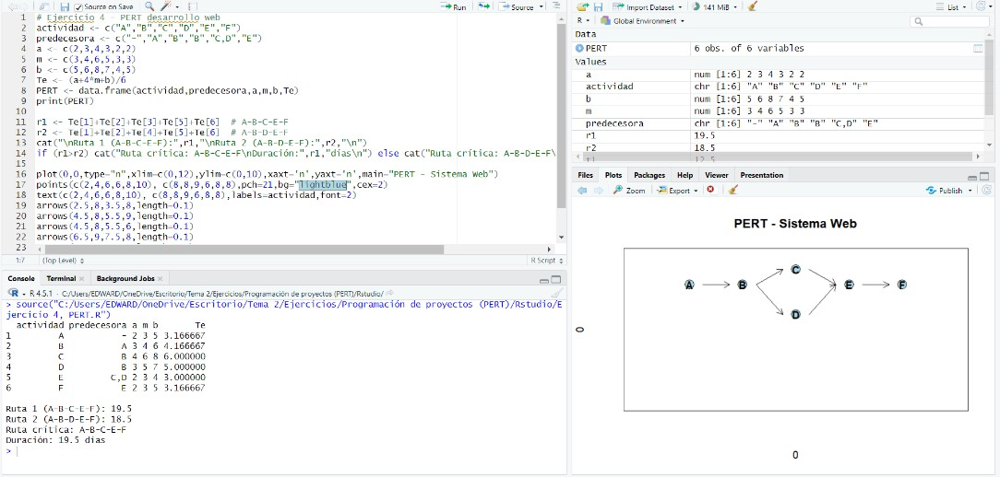 Source on Save
Run
Source
1 # Ejercicio 4 - PERT desarrollo web
2 actividad <- c("A","B","C","D","E","F")
3 predecesora <- c("-","A","B","B","C,D","E")
4 a <- c(2,3,4,3,2,2)
5 m <- c(3,4,6,5,3,3)
6 b <- c(5,6,8,7,4,5)
7 Te <- (a+4*m+b)/6
8 PERT <- data.frame(actividad,predecesora,a,m,b,Te)
9 print(PERT)
10
11 r1 <- Te[1]+Te[2]+Te[3]+Te[5]+Te[6] # A-B-C-E-F
12 r2 <- Te[1]+Te[2]+Te[4]+Te[5]+Te[6] # A-B-D-E-F
13 cat("\nRuta 1 (A-B-C-E-F):",r1,"\nRuta 2 (A-B-D-E-F):",r2,"\n")
14 if (r1>r2) cat("Ruta crítica: A-B-C-E-F\nDuración:",r1,"días\n") else cat("Ruta crítica: A-B-D-E-F\
15
16 plot(0,0,type="n",xlim=c(0,12),ylim=c(0,10),xaxt='n',yaxt='n',main="PERT - Sistema Web")
17 points(c(2,4,6,6,8,10), c(8,8,9,6,8,8),pch=21,bg="lightblue",cex=2)
18 text(c(2,4,6,6,8,10), c(8,8,9,6,8,8),labels=actividad,font=2)
19 arrows(2.5,8,3.5,8,length=0.1)
20 arrows(4.5,8,5.5,9,length=0.1)
21 arrows(4.5,8,5.5,6,length=0.1)
22 arrows(6.5,9,7.5,8,length=0.1)
23
1:7 (Top Level) R Script
Console Terminal Background Jobs
R - R 4.5.1 · C:/Users/EDWARD/OneDrive/Escritorio/Tema 2/Ejercicios/Programación de proyectos (PERT)/Rstudio/
> source("C:/Users/EDWARD/OneDrive/Escritorio/Tema 2/Ejercicios/Programación de proyectos (PERT)/Rstudio/E
jercicio 4, PERT.R")
actividad predecesora a m b Te
1 A - 2 3 5 3.166667
2 B A 3 4 6 4.166667
3 C B 4 6 8 6.000000
4 D B 3 5 7 5.000000
5 E C,D 2 3 4 3.000000
6 F E 2 3 5 3.166667
Ruta 1 (A-B-C-E-F): 19.5
Ruta 2 (A-B-D-E-F): 18.5
Ruta crítica: A-B-C-E-F
Duración: 19.5 días
>
Import Dataset
141 MiB
List
R
Global Environment
Data
PERT 6 obs. of 6 variables
Values
a num [1:6] 2 3 4 3 2 2
actividad chr [1:6] "A" "B" "C" "D" "E" "F"
b num [1:6] 5 6 8 7 4 5
m num [1:6] 3 4 6 5 3 3
predecesora chr [1:6] "-" "A" "B" "B" "C,D" "E"
r1 19.5
r2 18.5
Files Plots Packages Help Viewer Presentation
Zoom Export Publish
PERT - Sistema Web
C
A B E F
D
0
0